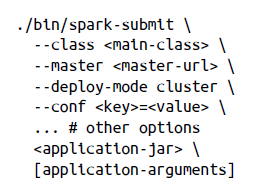 ./bin/spark-submit \
--class <main-class> \
--master <master-url> \
--deploy-mode cluster \
--conf <key>=<value> \
... # other options
<application-jar> \
[application-arguments]